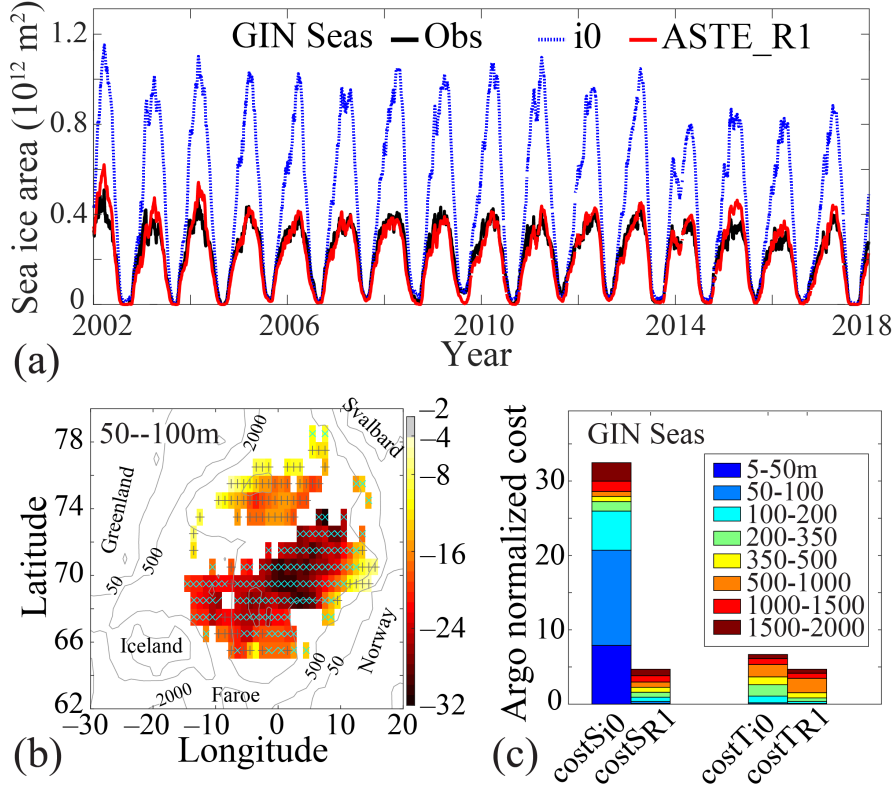 GIN Seas Obs i0 ASTE_R1
Sea ice area (10¹² m²)
1.2
0.8
0.4
0
2002 2006 2010 2014 2018
Year
(a)
50--100m
Latitude
78
74
70
66
62
−30 −20 −10 0 10 20
Longitude
Svalbard
Greenland
Iceland
Faroe
Norway
2000
500
50
500
50
2000
−2
−4
−8
−16
−24
−32
(b)
GIN Seas
Argo normalized cost
30
20
10
0
5-50m
50-100
100-200
200-350
350-500
500-1000
1000-1500
1500-2000
costSi0
costSR1
costTi0
costTR1
(c)